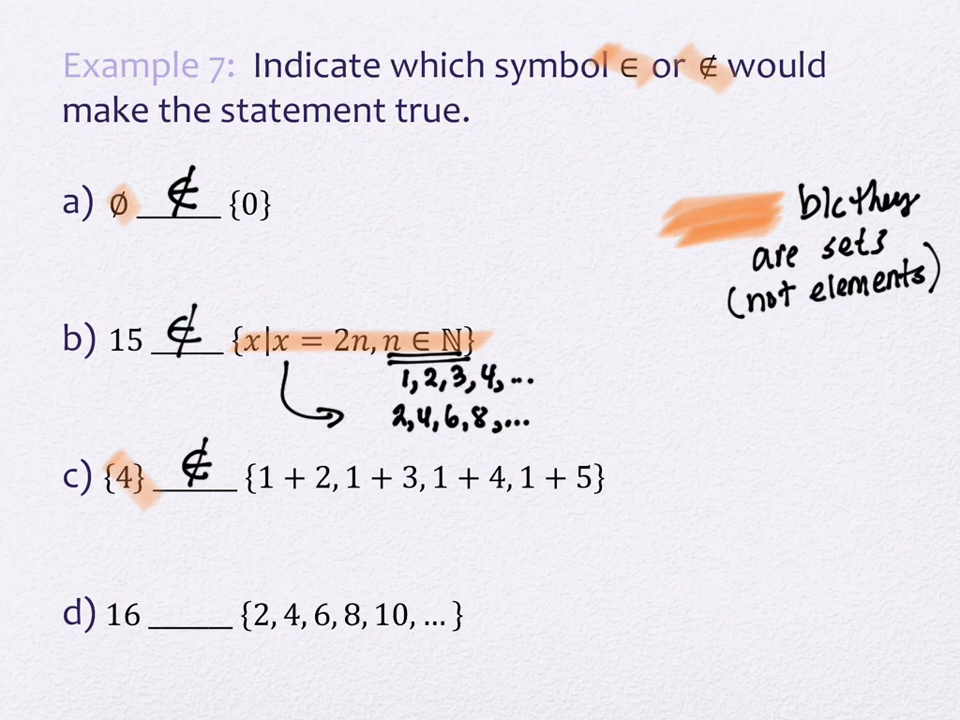 Example 7: Indicate which symbol ∈ or ∉ would
make the statement true.
a) ∅ ∉ {0}
b/c they
are sets
(not elements)
b) 15 ∉ {x|x = 2n, n ∈ ℕ}
1, 2, 3, 4, ...
2, 4, 6, 8, ...
c) {4} ∉ {1 + 2, 1 + 3, 1 + 4, 1 + 5}
d) 16 ______ {2, 4, 6, 8, 10, … }